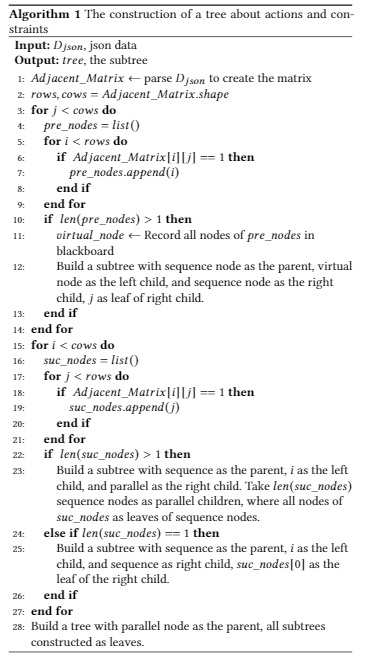 Algorithm 1 The construction of a tree about actions and con-
straints
Input: D_json, json data
Output: tree, the subtree
1: Adjacent_Matrix ← parse D_json to create the matrix
2: rows, cows = Adjacent_Matrix.shape
3: for j < cows do
4: pre_nodes = list()
5: for i < rows do
6: if Adjacent_Matrix[i][j] == 1 then
7: pre_nodes.append(i)
8: end if
9: end for
10: if len(pre_nodes) > 1 then
11: virtual_node ← Record all nodes of pre_nodes in
blackboard
12: Build a subtree with sequence node as the parent, virtual
node as the left child, and sequence node as the right
child, j as leaf of right child.
13: end if
14: end for
15: for i < cows do
16: suc_nodes = list()
17: for j < rows do
18: if Adjacent_Matrix[i][j] == 1 then
19: suc_nodes.append(j)
20: end if
21: end for
22: if len(suc_nodes) > 1 then
23: Build a subtree with sequence as the parent, i as the left
child, and parallel as the right child. Take len(suc_nodes)
sequence nodes as parallel children, where all nodes of
suc_nodes as leaves of sequence nodes.
24: else if len(suc_nodes) == 1 then
25: Build a subtree with sequence as the parent, i as the left
child, and sequence as right child, suc_nodes[0] as the
leaf of the right child.
26: end if
27: end for
28: Build a tree with parallel node as the parent, all subtrees
constructed as leaves.